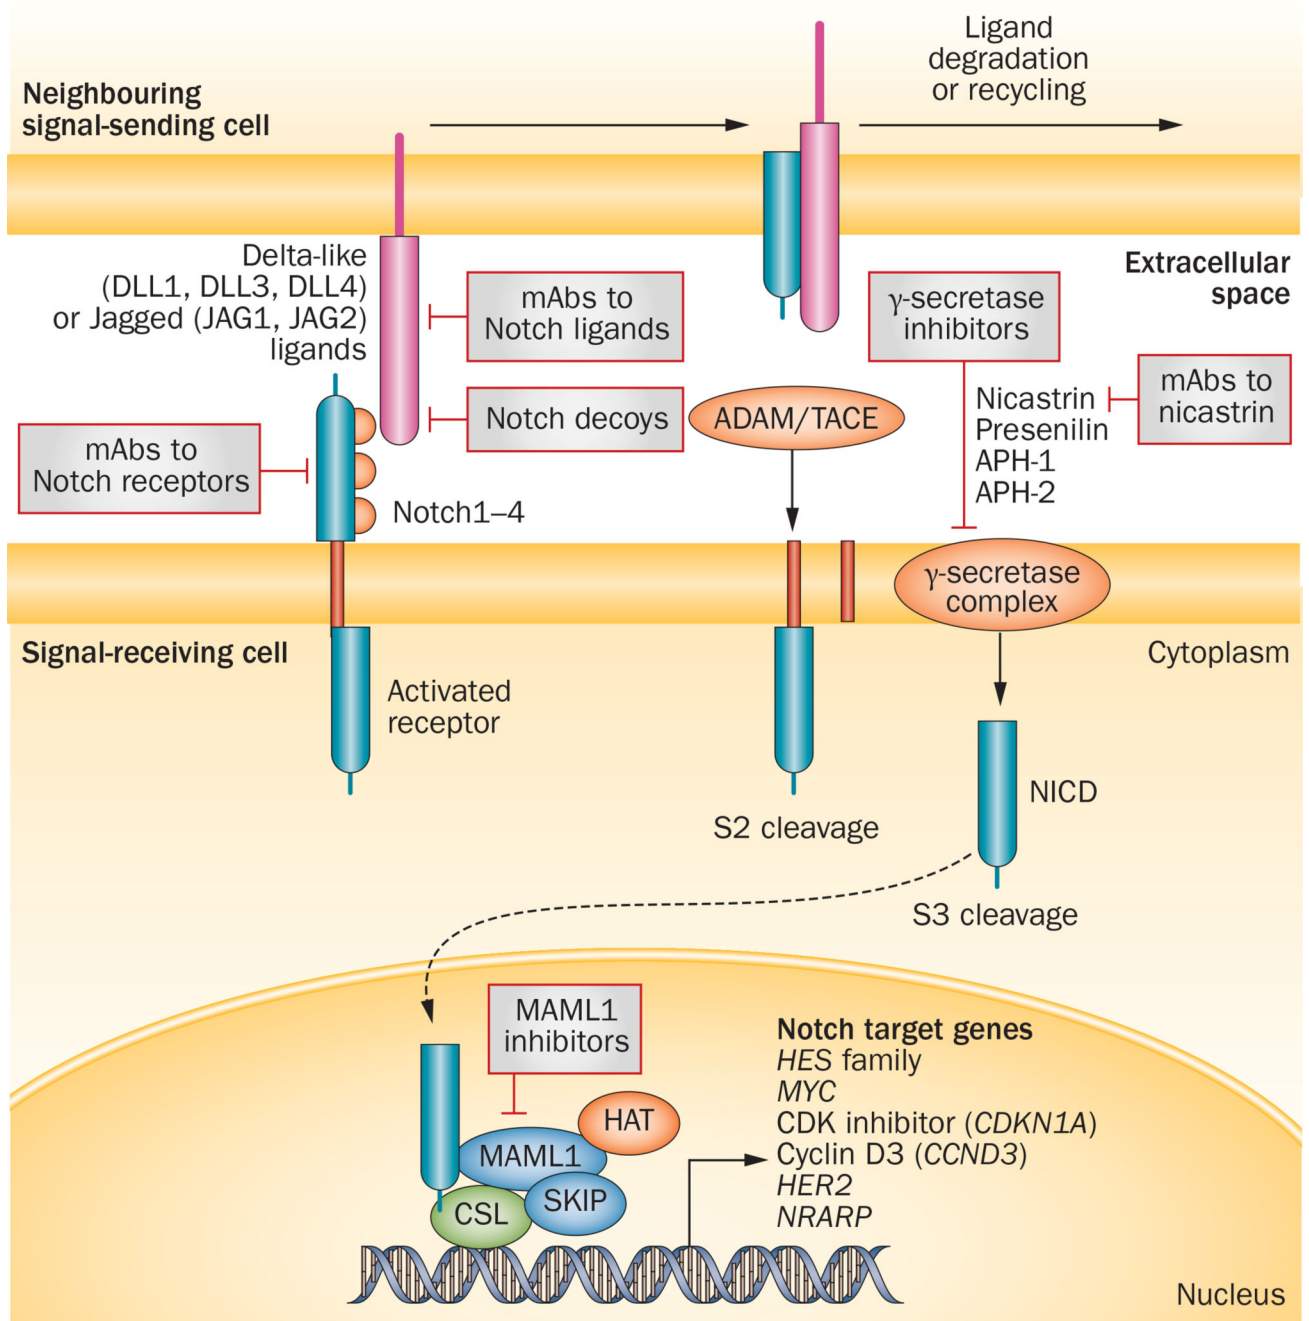 Ligand
degradation
or recycling
Neighbouring
signal-sending cell
Delta-like
(DLL1, DLL3, DLL4)
or Jagged (JAG1, JAG2)
ligands
mAbs to
Notch ligands
γ-secretase
inhibitors
Extracellular
space
Notch decoys
ADAM/TACE
Nicastrin
Presenilin
APH-1
APH-2
mAbs to
nicastrin
mAbs to
Notch receptors
Notch1–4
γ-secretase
complex
Signal-receiving cell
Cytoplasm
Activated
receptor
NICD
S2 cleavage
S3 cleavage
MAML1
inhibitors
HAT
MAML1
SKIP
CSL
Notch target genes
HES family
MYC
CDK inhibitor (CDKN1A)
Cyclin D3 (CCND3)
HER2
NRARP
Nucleus